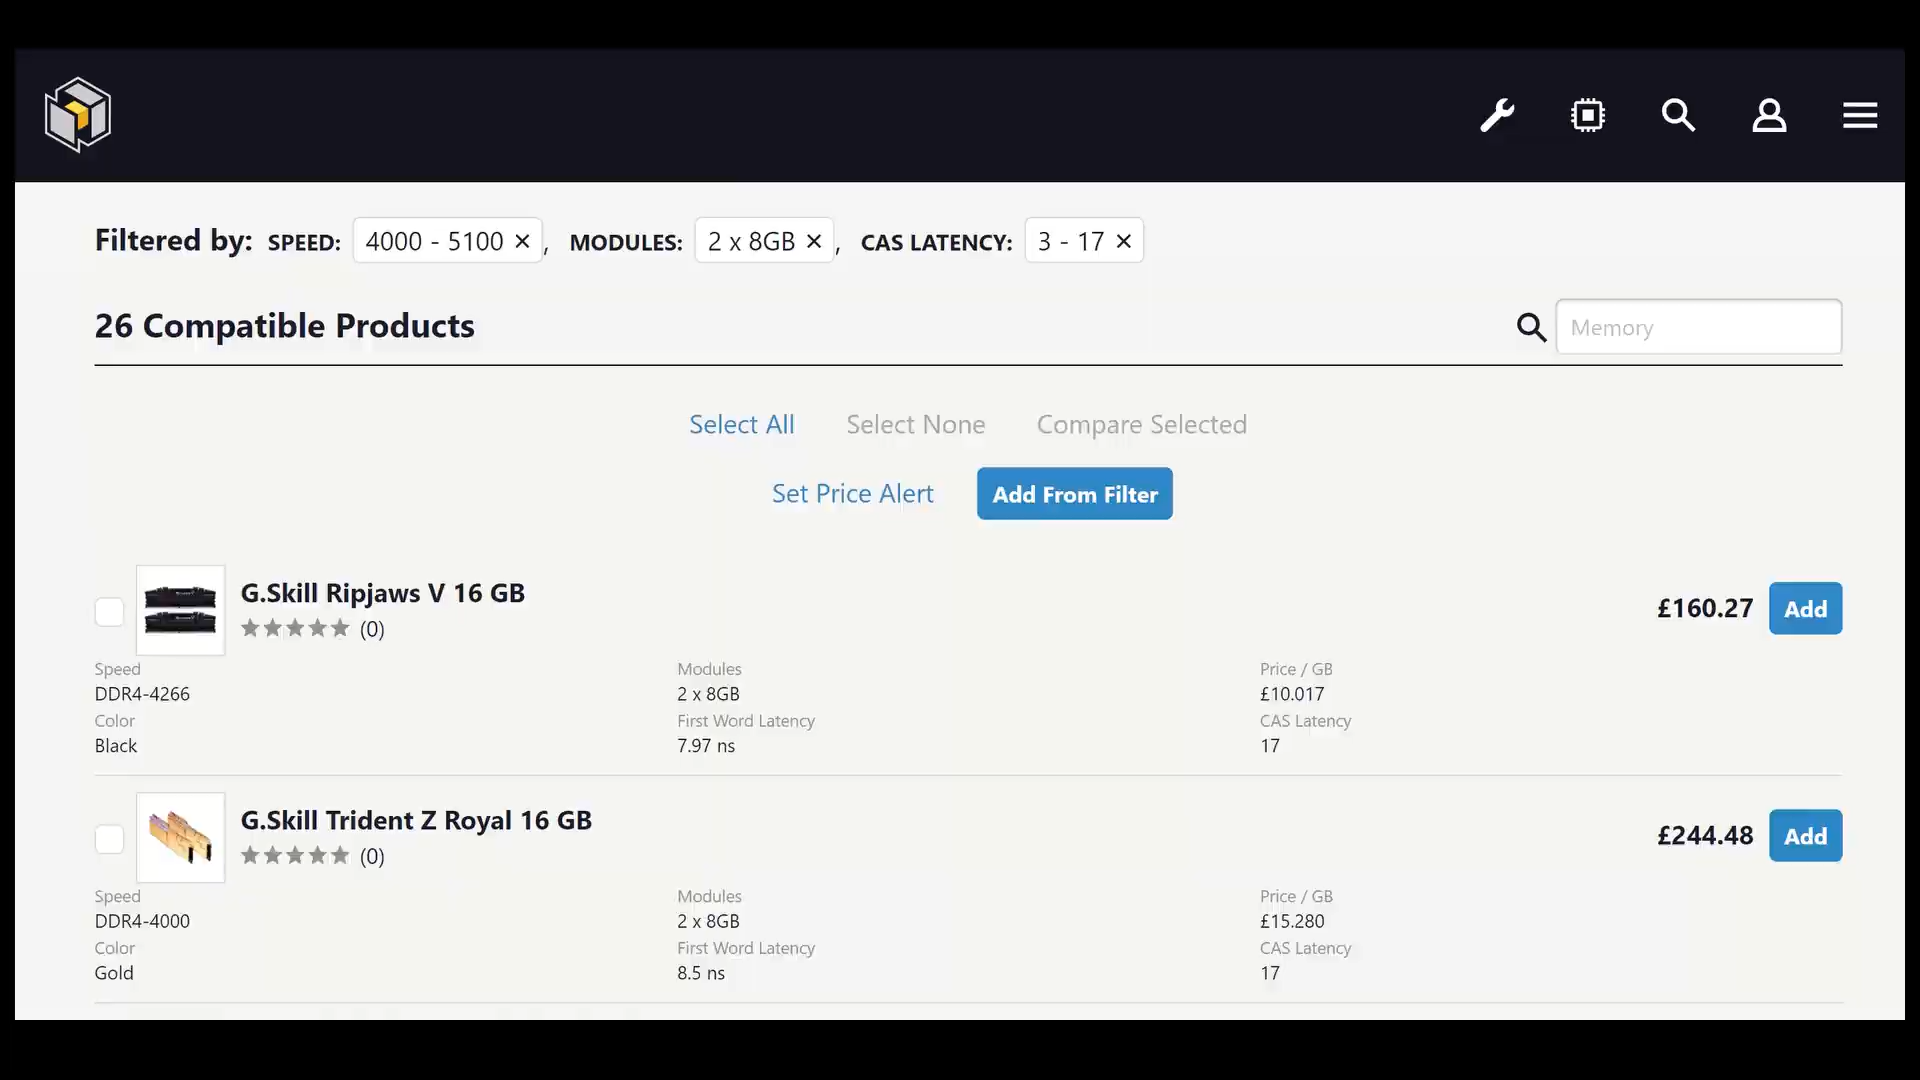 Filtered by: SPEED: 4000 - 5100 ×, MODULES: 2 x 8GB ×, CAS LATENCY: 3 - 17 ×
26 Compatible Products
Memory
Select All Select None Compare Selected
Set Price Alert Add From Filter
G.Skill Ripjaws V 16 GB
(0)
£160.27 Add
Speed Modules Price / GB
DDR4-4266 2 x 8GB £10.017
Color First Word Latency CAS Latency
Black 7.97 ns 17
G.Skill Trident Z Royal 16 GB
(0)
£244.48 Add
Speed Modules Price / GB
DDR4-4000 2 x 8GB £15.280
Color First Word Latency CAS Latency
Gold 8.5 ns 17